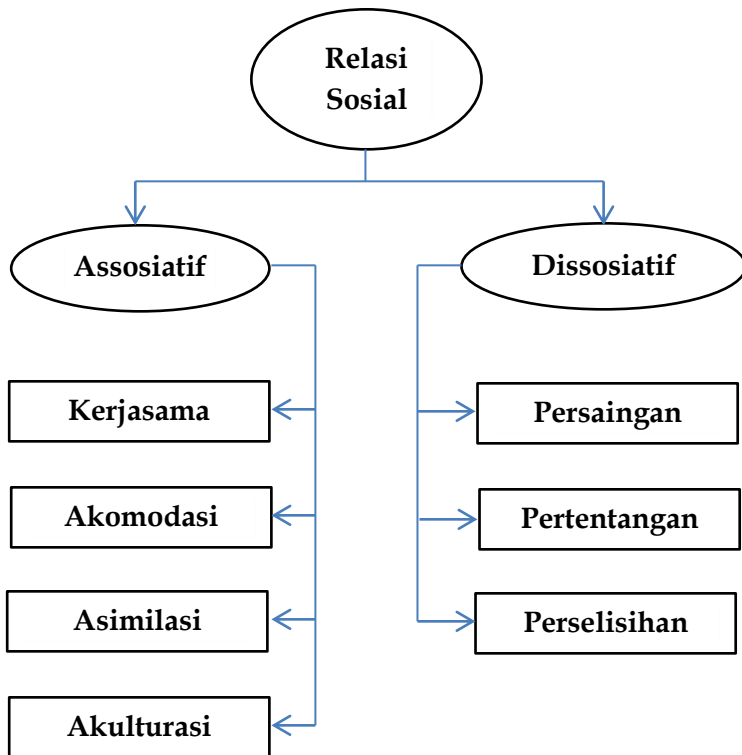 Relasi
Sosial
Assosiatif
Dissosiatif
Kerjasama
Akomodasi
Asimilasi
Akulturasi
Persaingan
Pertentangan
Perselisihan